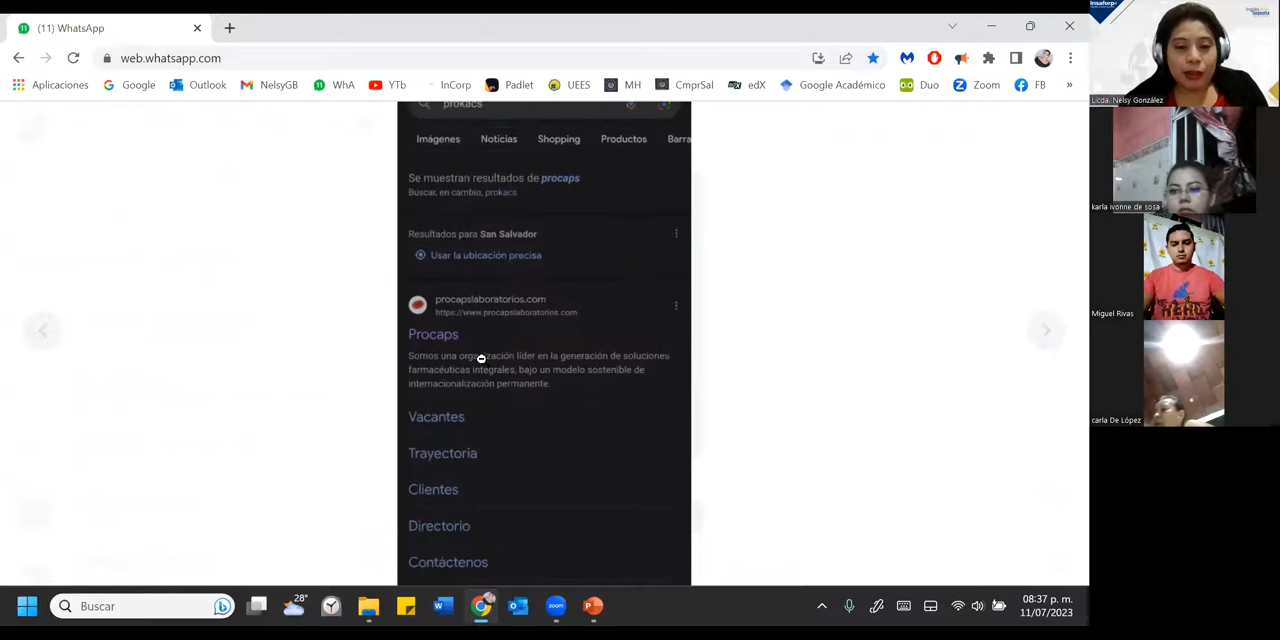 (11) WhatsApp
web.whatsapp.com
Aplicaciones Google Outlook NelsyGB WhA YTb InCorp Padlet UEES MH CmprSal edX Google Académico Duo Zoom FB »
prokacs
Imágenes Noticias Shopping Productos Barra
Se muestran resultados de procaps
Buscar, en cambio, prokacs
Resultados para San Salvador
Usar la ubicación precisa
procapslaboratorios.com
https://www.procapslaboratorios.com
Procaps
Somos una organización líder en la generación de soluciones
farmacéuticas integrales, bajo un modelo sostenible de
internacionalización permanente.
Vacantes
Trayectoria
Clientes
Directorio
Contáctenos
Insaforp
Licda. Nelsy González
karla ivonne de sosa
Miguel Rivas
carla De López
Buscar
28°
08:37 p. m.
11/07/2023